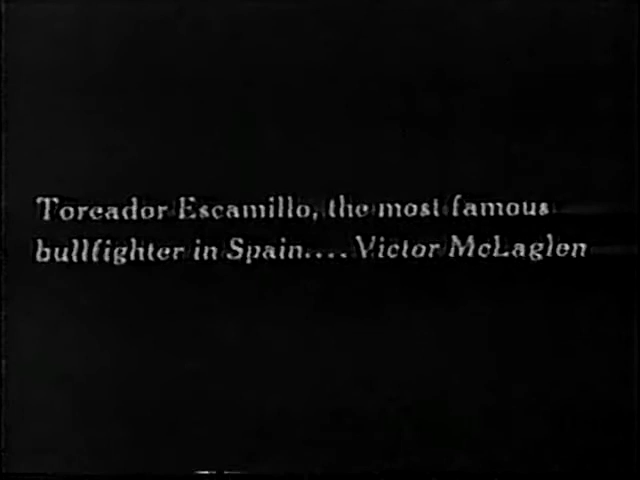 Toreador Escamillo, the most famous
bullfighter in Spain.... Victor McLaglen